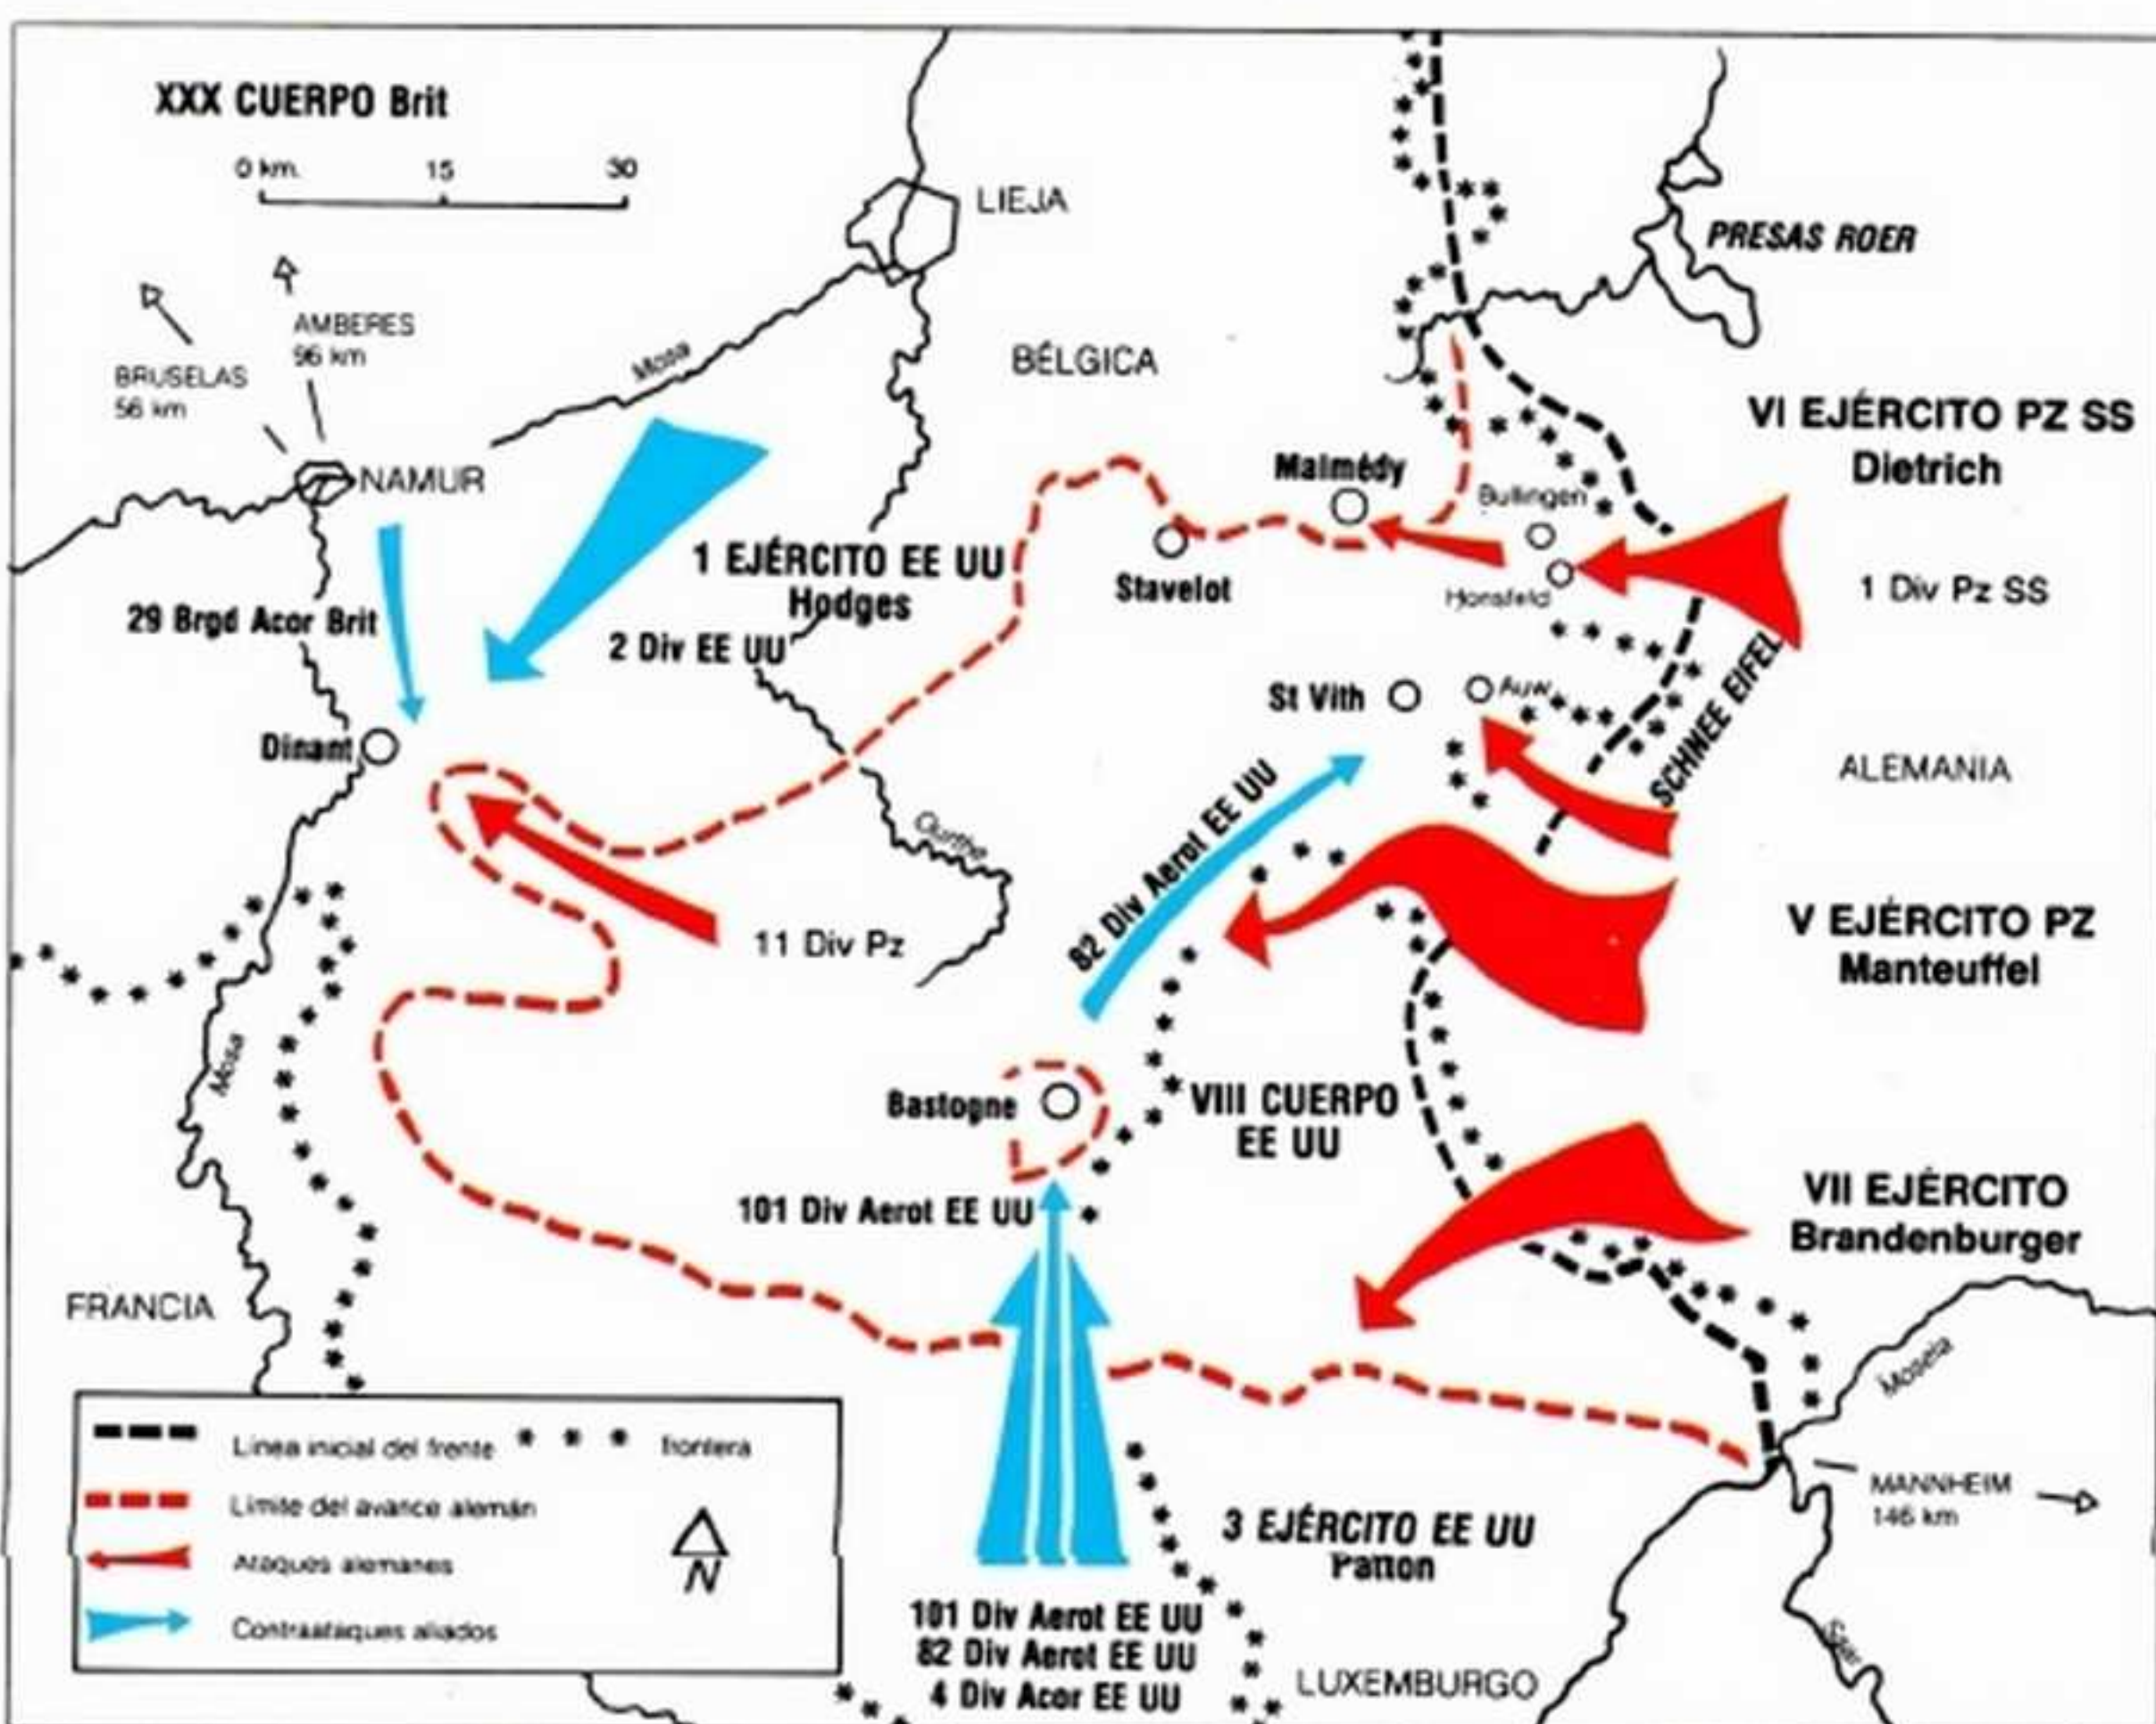 XXX CUERPO Brit
0 km. 15 30
LIEJA
PRESAS ROER
AMBERES
96 km
BRUSELAS
56 km
Mosa
BÉLGICA
NAMUR
VI EJÉRCITO PZ SS
Dietrich
Malmédy
Bullingen
1 EJÉRCITO EE UU
Hodges
Stavelot
Honsfeld
1 Div Pz SS
29 Brgd Acor Brit
2 Div EE UU
St Vith
Auw
SCHNEE EIFEL
Dinant
ALEMANIA
82 Div Aerot EE UU
Ourthe
11 Div Pz
V EJÉRCITO PZ
Manteuffel
Mosa
Bastogne
VIII CUERPO
EE UU
101 Div Aerot EE UU
VII EJÉRCITO
Brandenburger
FRANCIA
Mosela
Línea inicial del frente
frontera
Límite del avance alemán
Ataques alemanes
Contraataques aliados
N
MANNHEIM
146 km
3 EJÉRCITO EE UU
Patton
101 Div Aerot EE UU
82 Div Aerot EE UU
4 Div Acor EE UU
LUXEMBURGO
Saar